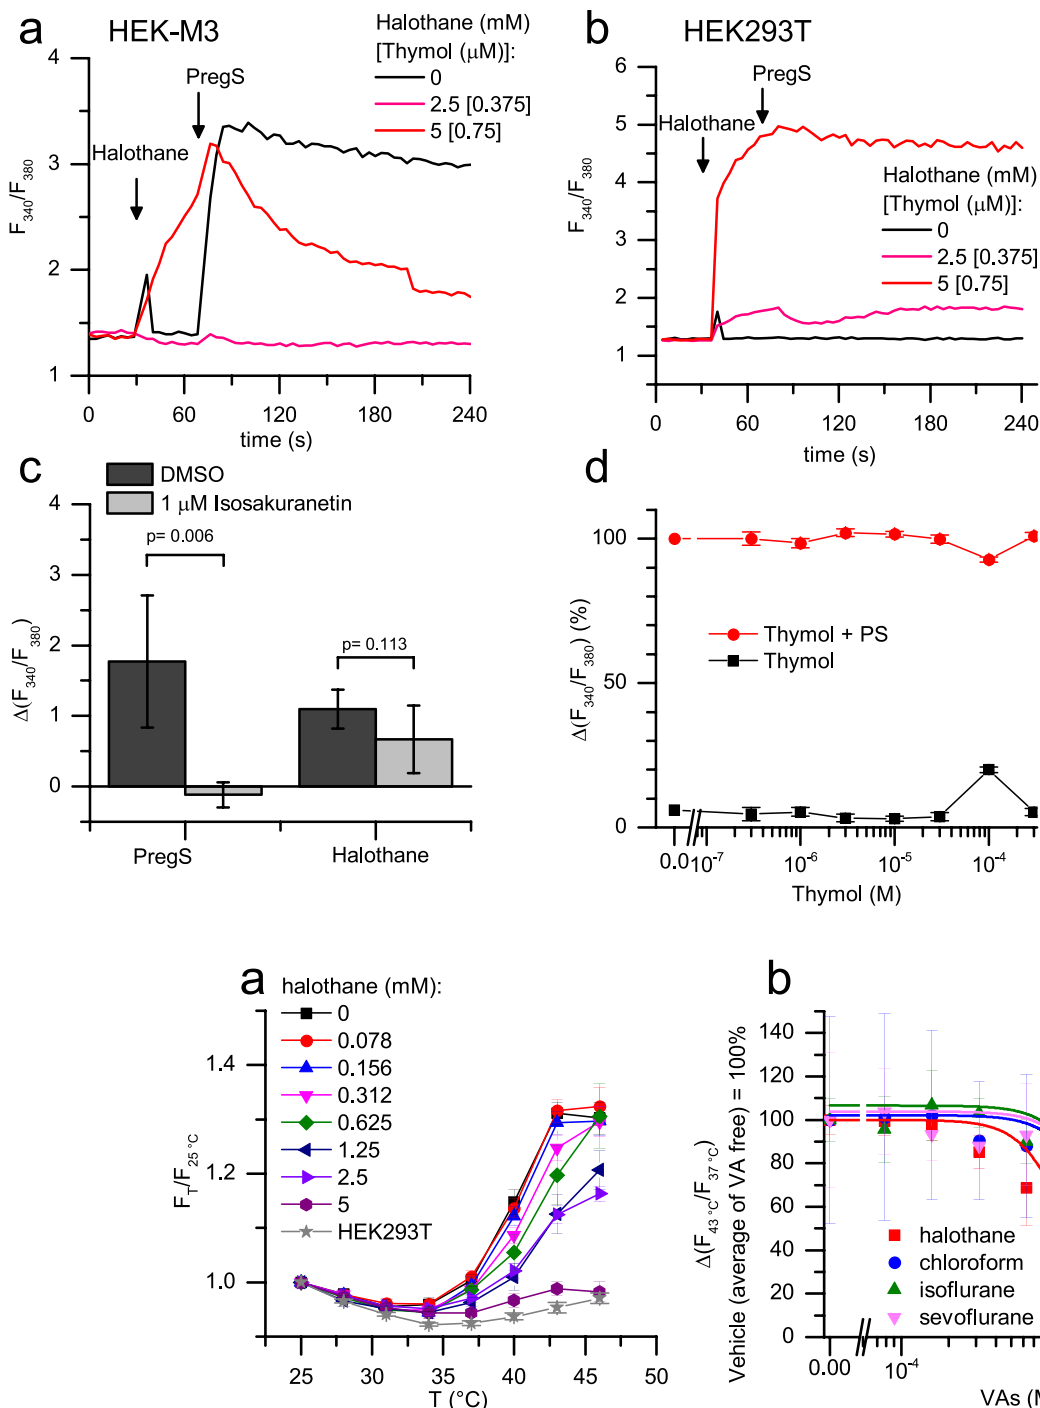 a HEK-M3
Halothane (mM)
[Thymol (μM)]:
0
2.5 [0.375]
5 [0.75]
PregS
Halothane
F340/F380
4
3
2
1
0 60 120 180 240
time (s)
b HEK293T
Halothane (mM)
[Thymol (μM)]:
0
2.5 [0.375]
5 [0.75]
PregS
Halothane
F340/F380
6
5
4
3
2
1
0 60 120 180 240
time (s)
c
DMSO
1 μM Isosakuranetin
p= 0.006
p= 0.113
Δ(F340/F380)
4
3
2
1
0
PregS Halothane
d
Thymol + PS
Thymol
Δ(F340/F380) (%)
100
50
0
0.0 10-7 10-6 10-5 10-4
Thymol (M)
a
halothane (mM):
0
0.078
0.156
0.312
0.625
1.25
2.5
5
HEK293T
FT/F25 °C
1.4
1.2
1.0
25 30 35 40 45 50
T (°C)
b
Δ(F43 °C/F37 °C)
Vehicle (average of VA free) = 100%
140
120
100
80
60
40
20
0
halothane
chloroform
isoflurane
sevoflurane
0.00 10-4
VAs (M